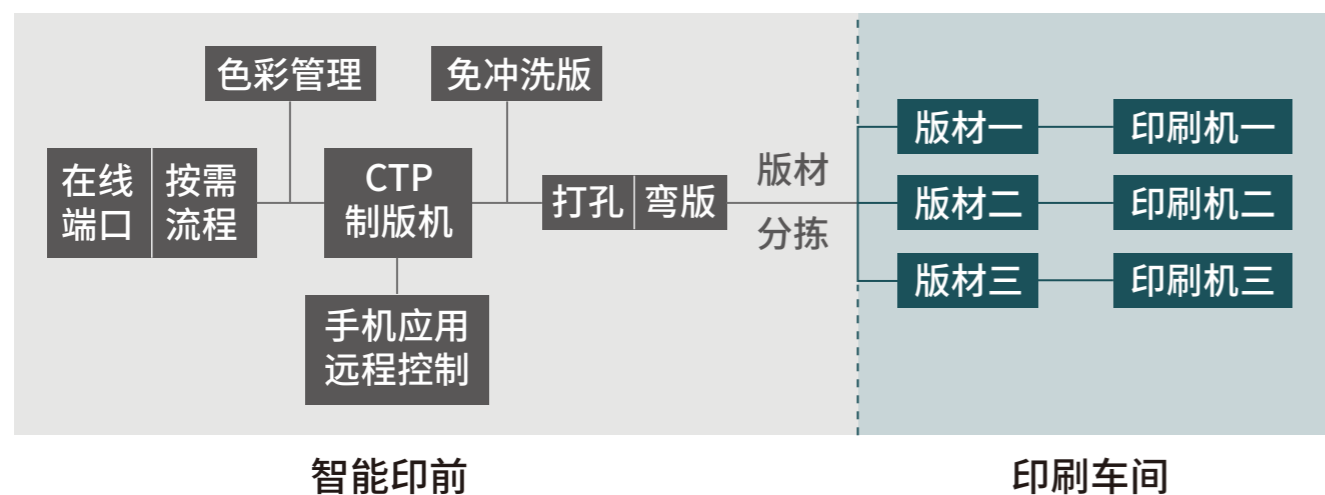 色彩管理
免冲洗版
在线
端口
按需
流程
CTP
制版机
手机应用
远程控制
打孔
弯版
版材
分拣
版材一
印刷机一
版材二
印刷机二
版材三
印刷机三
智能印前
印刷车间